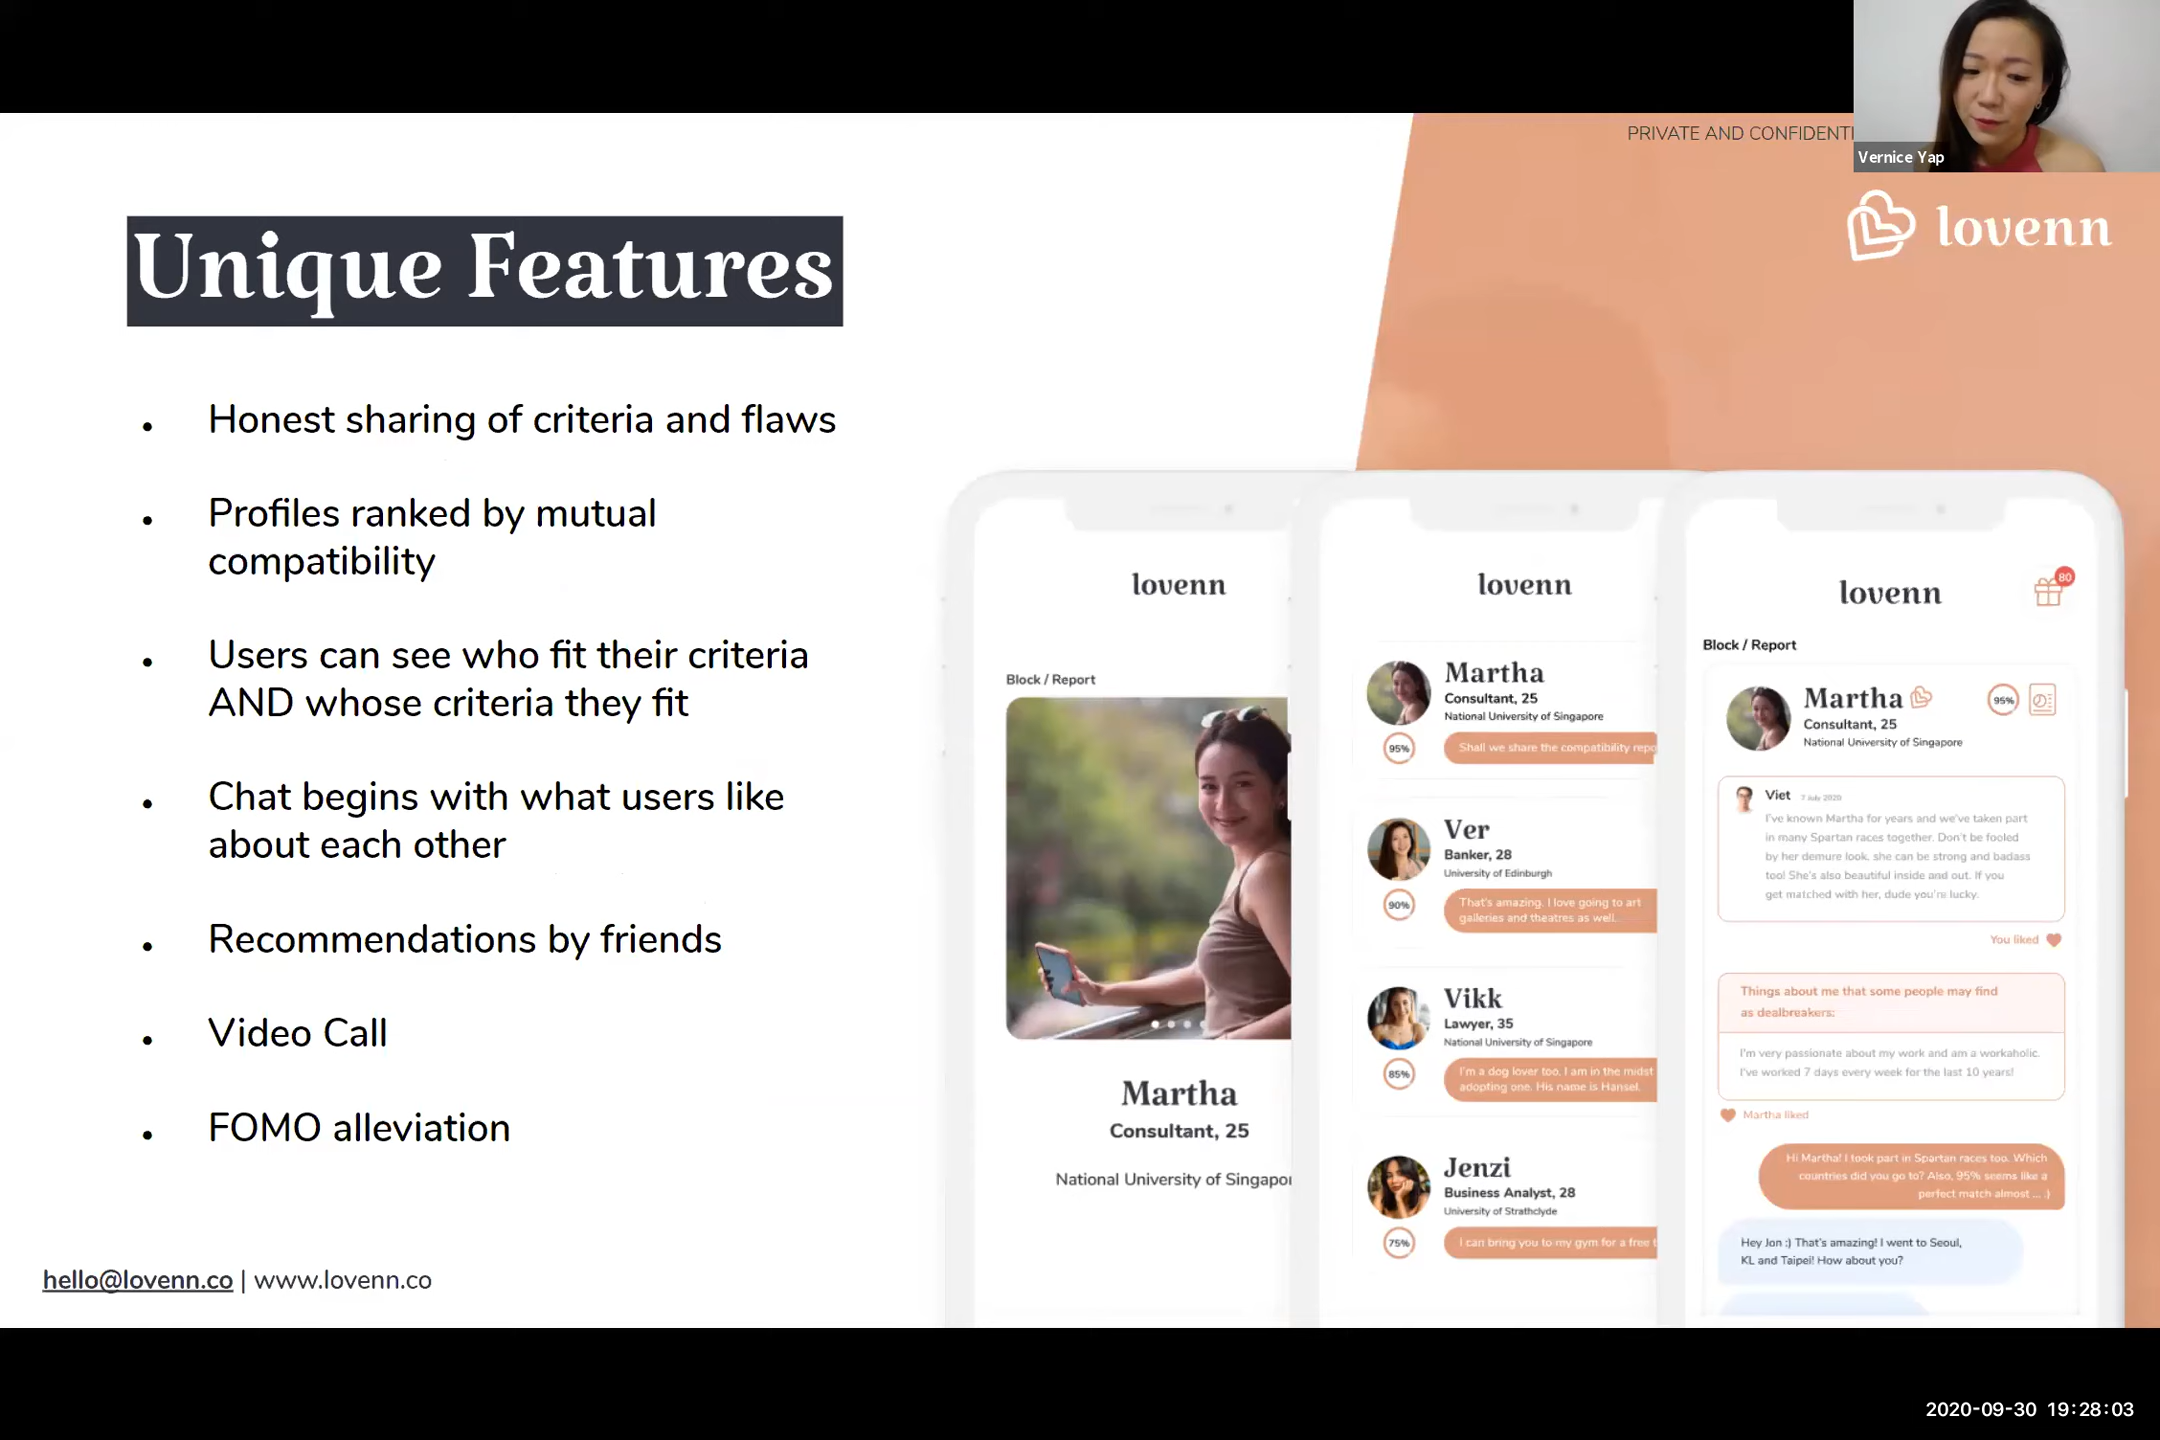 PRIVATE AND CONFIDENTI
Vernice Yap
lovenn
Unique Features
Honest sharing of criteria and flaws
Profiles ranked by mutual
compatibility
Users can see who fit their criteria
AND whose criteria they fit
Chat begins with what users like
about each other
Recommendations by friends
Video Call
FOMO alleviation
hello@lovenn.co | www.lovenn.co
lovenn
Block / Report
Martha
Consultant, 25
National University of Singapor
lovenn
Martha
Consultant, 25
National University of Singapore
95%
Shall we share the compatibility repo
Ver
Banker, 28
University of Edinburgh
90%
That's amazing. I love going to art
galleries and theatres as well.
Vikk
Lawyer, 35
National University of Singapore
85%
I'm a dog lover too. I am in the midst
adopting one. His name is Hansel.
Jenzi
Business Analyst, 28
University of Strathclyde
75%
I can bring you to my gym for a free t
lovenn
80
Block / Report
Martha
95%
Consultant, 25
National University of Singapore
Viet 7 July 2020
I've known Martha for years and we've taken part
in many Spartan races together. Don't be fooled
by her demure look, she can be strong and badass
too! She's also beautiful inside and out. If you
get matched with her, dude you're lucky.
You liked
Things about me that some people may find
as dealbreakers:
I'm very passionate about my work and am a workaholic.
I've worked 7 days every week for the last 10 years!
Martha liked
Hi Martha! I took part in Spartan races too. Which
countries did you go to? Also, 95% seems like a
perfect match almost ... :)
Hey Jon :) That's amazing! I went to Seoul,
KL and Taipei! How about you?
2020-09-30 19:28:03